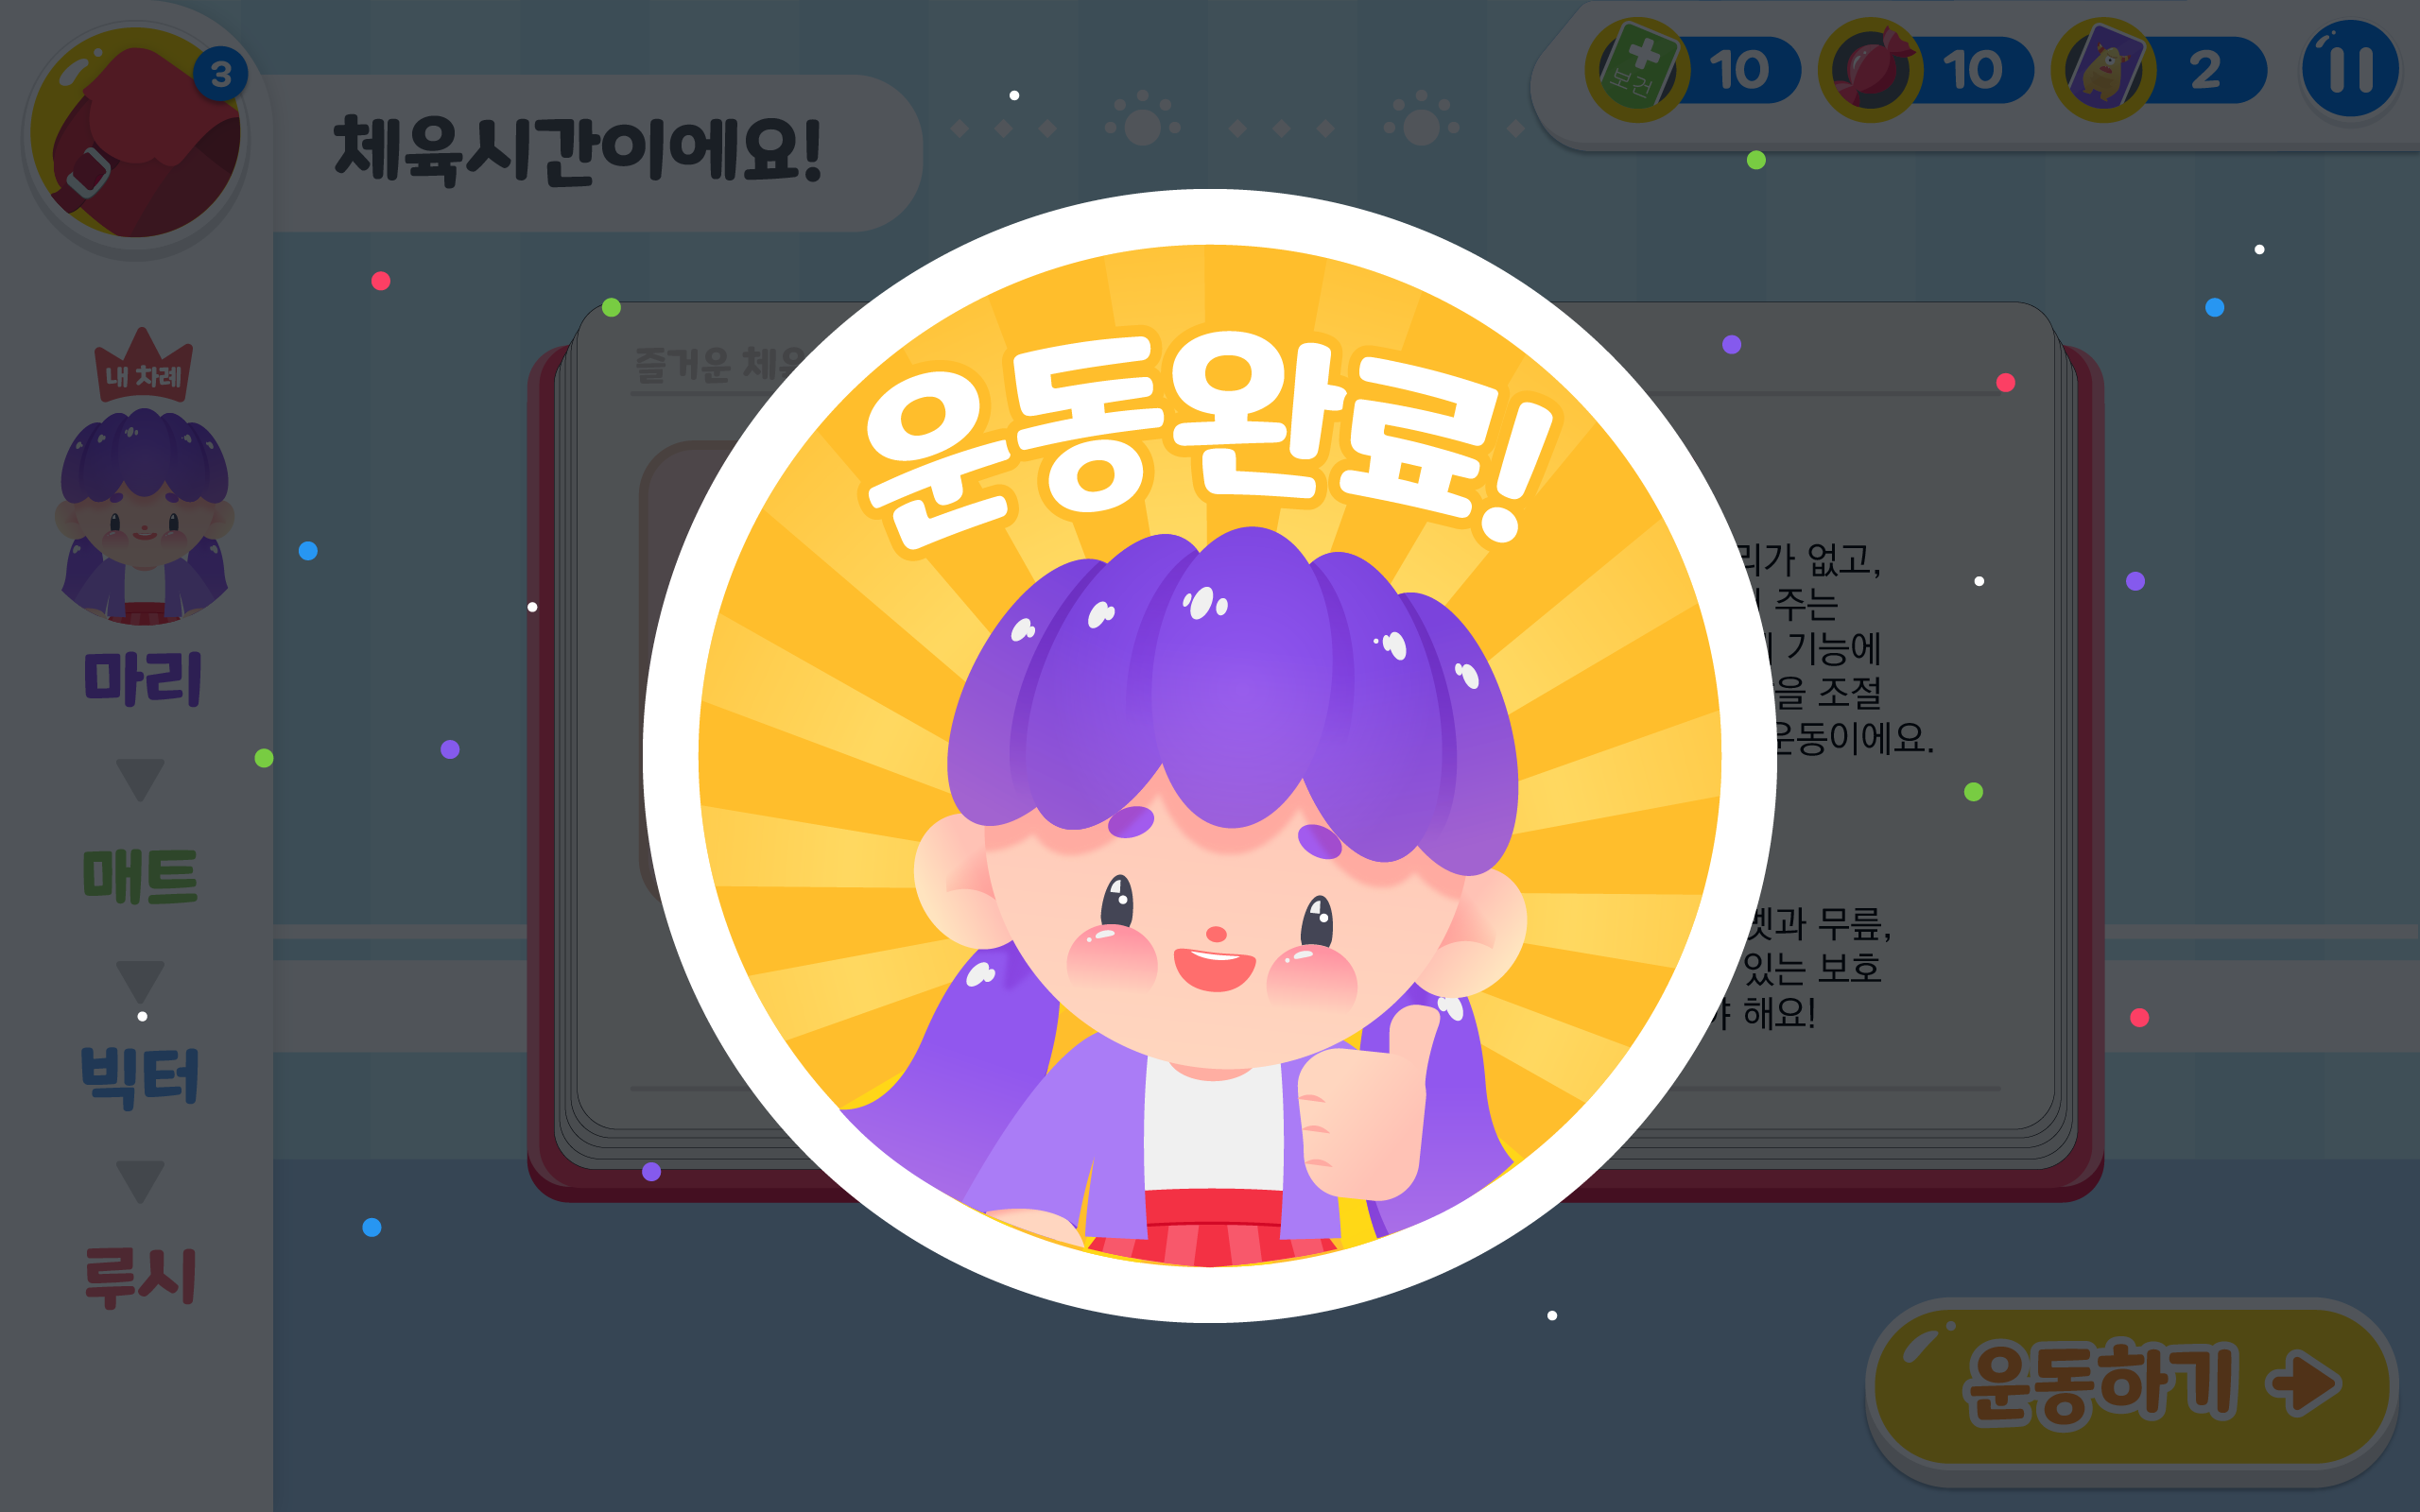 3
체육시간이에요!
보건
10
10
2
내 차례
마리
매트
빅터
루시
즐거운 체육
운동완료!
가 없고,
주는
기능에
을 조절
운동이에요.
무릎,
있는 보호
해요!
운동하기